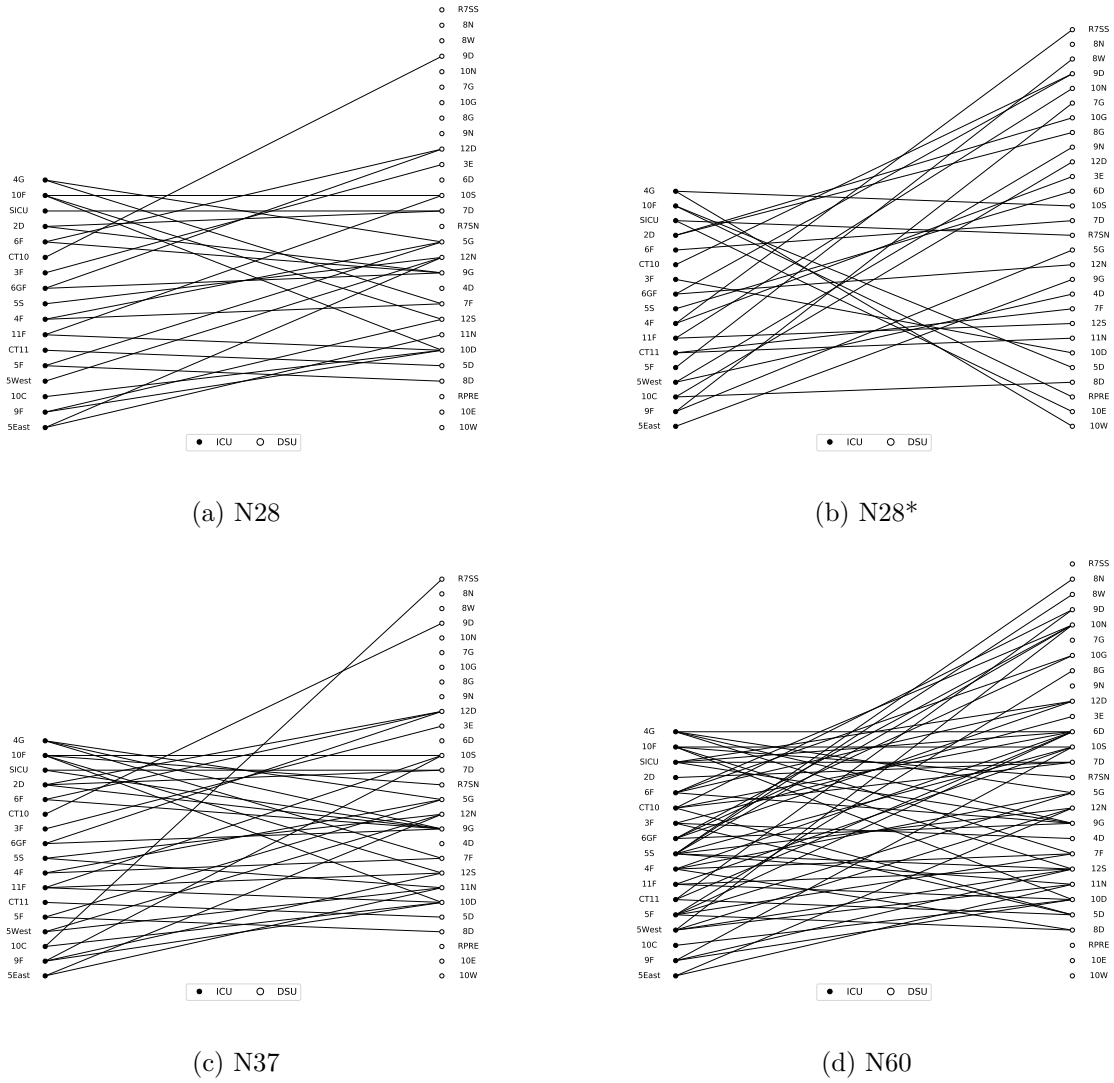 R7SS
8N
8W
9D
10N
7G
10G
8G
9N
12D
3E
6D
10S
7D
R7SN
5G
12N
9G
4D
7F
12S
11N
10D
5D
8D
RPRE
10E
10W
4G
10F
SICU
2D
6F
CT10
3F
6GF
5S
4F
11F
CT11
5F
5West
10C
9F
5East
ICU DSU
(a) N28
R7SS
8N
8W
9D
10N
7G
10G
8G
9N
12D
3E
6D
10S
7D
R7SN
5G
12N
9G
4D
7F
12S
11N
10D
5D
8D
RPRE
10E
10W
4G
10F
SICU
2D
6F
CT10
3F
6GF
5S
4F
11F
CT11
5F
5West
10C
9F
5East
ICU DSU
(b) N28*
R7SS
8N
8W
9D
10N
7G
10G
8G
9N
12D
3E
6D
10S
7D
R7SN
5G
12N
9G
4D
7F
12S
11N
10D
5D
8D
RPRE
10E
10W
4G
10F
SICU
2D
6F
CT10
3F
6GF
5S
4F
11F
CT11
5F
5West
10C
9F
5East
ICU DSU
(c) N37
R7SS
8N
8W
9D
10N
7G
10G
8G
9N
12D
3E
6D
10S
7D
R7SN
5G
12N
9G
4D
7F
12S
11N
10D
5D
8D
RPRE
10E
10W
4G
10F
SICU
2D
6F
CT10
3F
6GF
5S
4F
11F
CT11
5F
5West
10C
9F
5East
ICU DSU
(d) N60